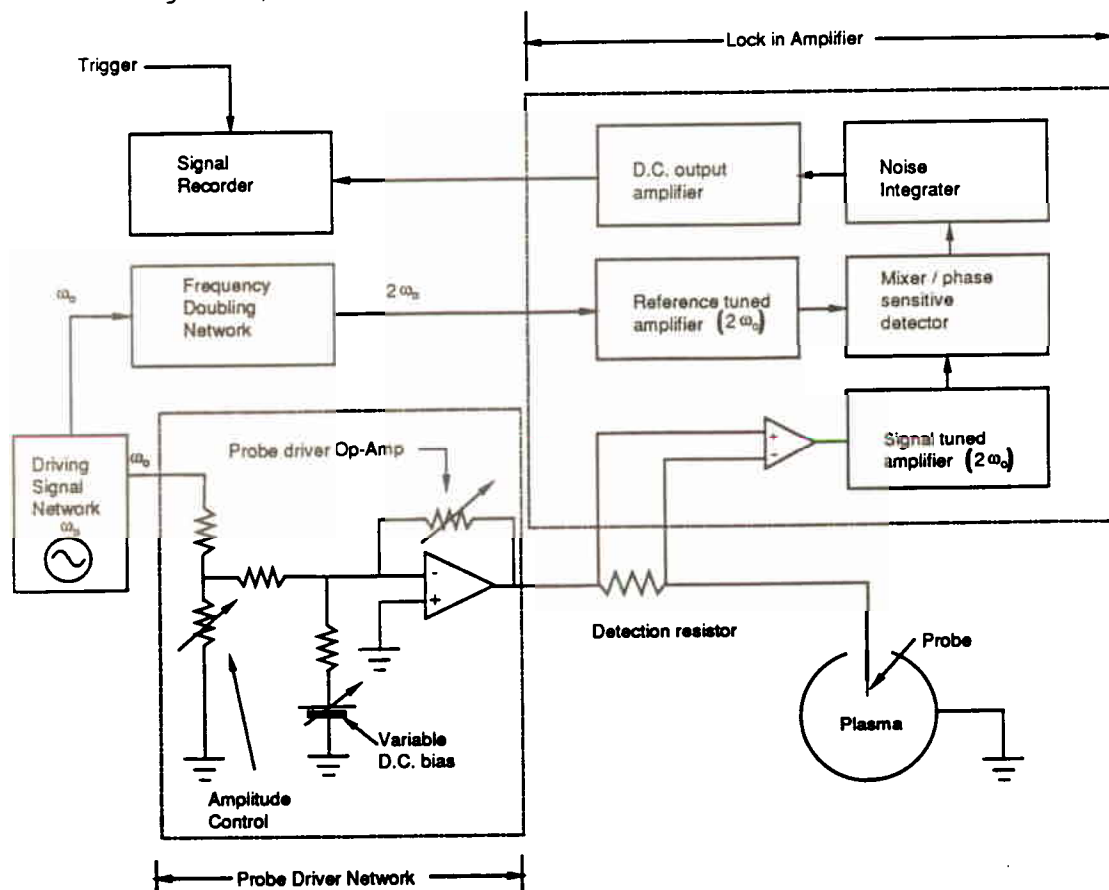 Lock in Amplifier
Trigger
Signal
Recorder
D.C. output
amplifier
Noise
Integrater
ω₀
Frequency
Doubling
Network
2ω₀
Reference tuned
amplifier (2ω₀)
Mixer / phase
sensitive
detector
Driving
Signal
Network
ω₀
ω₀
Probe driver Op-Amp
+
-
Signal tuned
amplifier (2ω₀)
-
+
Detection resistor
Probe
Plasma
Variable
D.C. bias
Amplitude
Control
Probe Driver Network